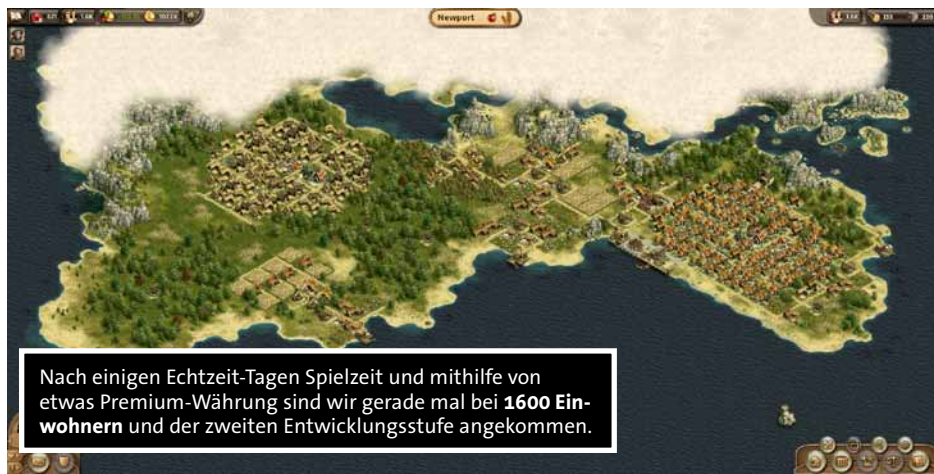 Newport
Nach einigen Echtzeit-Tagen Spielzeit und mithilfe von
etwas Premium-Währung sind wir gerade mal bei 1600 Ein-
wohnern und der zweiten Entwicklungsstufe angekommen.